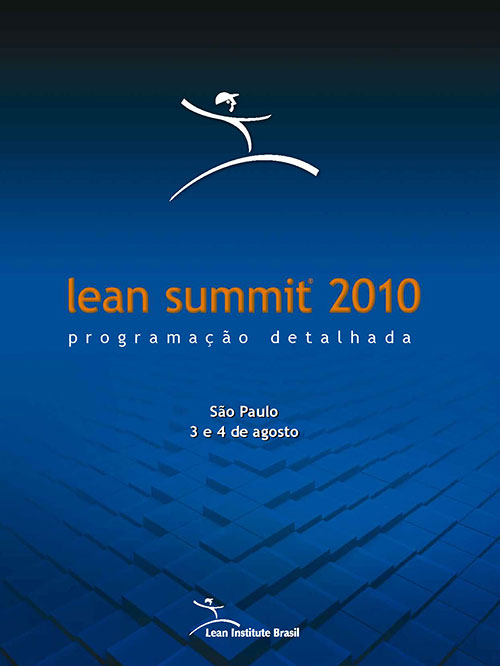 lean summit® 2010
programação detalhada
São Paulo
3 e 4 de agosto
Lean Institute Brasil